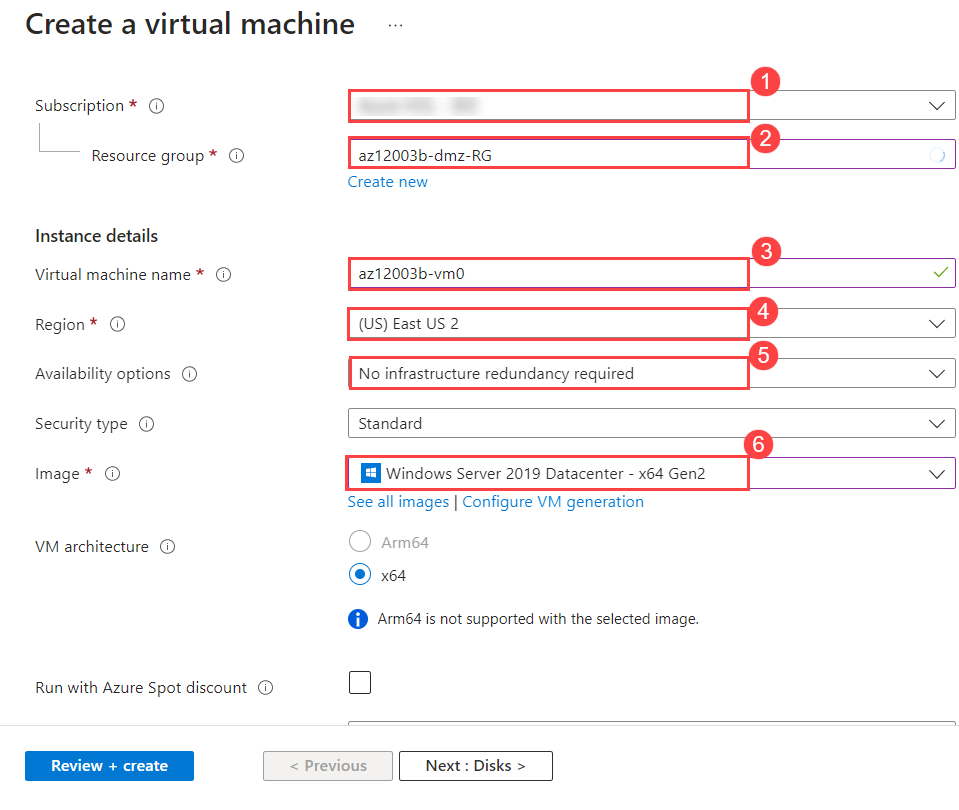 Create a virtual machine ...
Subscription *
1
Resource group *
az12003b-dmz-RG
2
Create new
Instance details
Virtual machine name *
az12003b-vm0
3
Region *
(US) East US 2
4
Availability options
No infrastructure redundancy required
5
Security type
Standard
Image *
Windows Server 2019 Datacenter - x64 Gen2
6
See all images | Configure VM generation
VM architecture
Arm64
x64
Arm64 is not supported with the selected image.
Run with Azure Spot discount
Review + create
< Previous
Next : Disks >